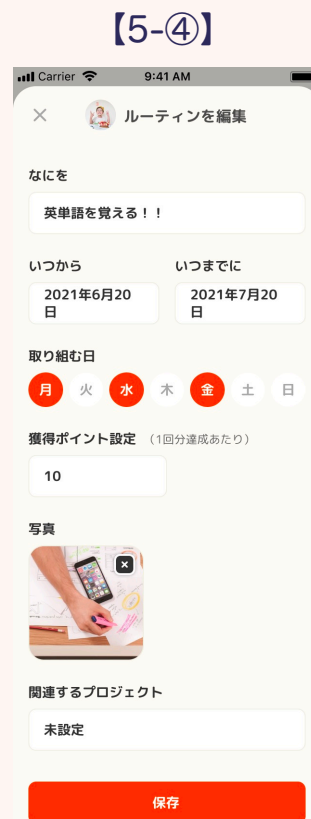 【5-④】
Carrier 9:41 AM
ルーティンを編集
なにを
英単語を覚える！！
いつから いつまでに
2021年6月20日 2021年7月20日
取り組む日
月 火 水 木 金 土 日
獲得ポイント設定 （1回分達成あたり）
10
写真
関連するプロジェクト
未設定
保存